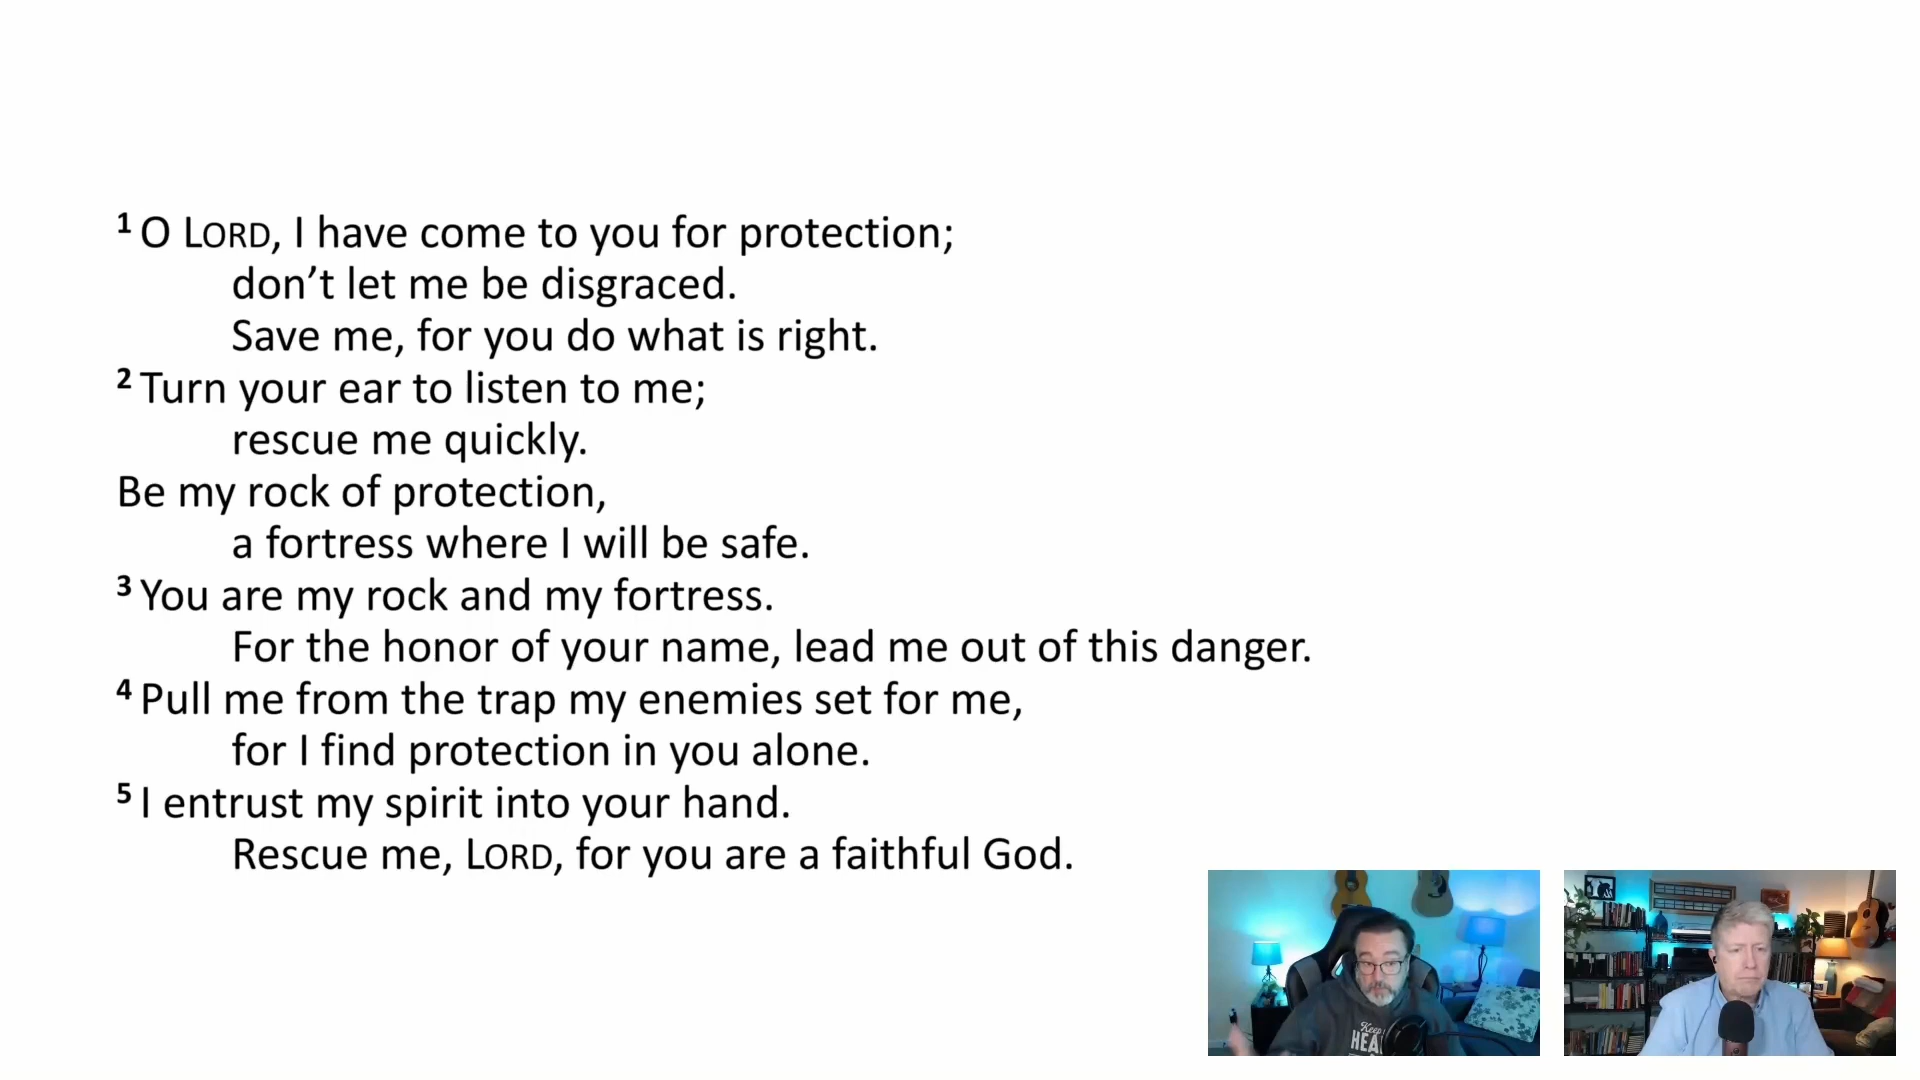 ¹ O LORD, I have come to you for protection;
don’t let me be disgraced.
Save me, for you do what is right.
² Turn your ear to listen to me;
rescue me quickly.
Be my rock of protection,
a fortress where I will be safe.
³ You are my rock and my fortress.
For the honor of your name, lead me out of this danger.
⁴ Pull me from the trap my enemies set for me,
for I find protection in you alone.
⁵ I entrust my spirit into your hand.
Rescue me, LORD, for you are a faithful God.
Keep